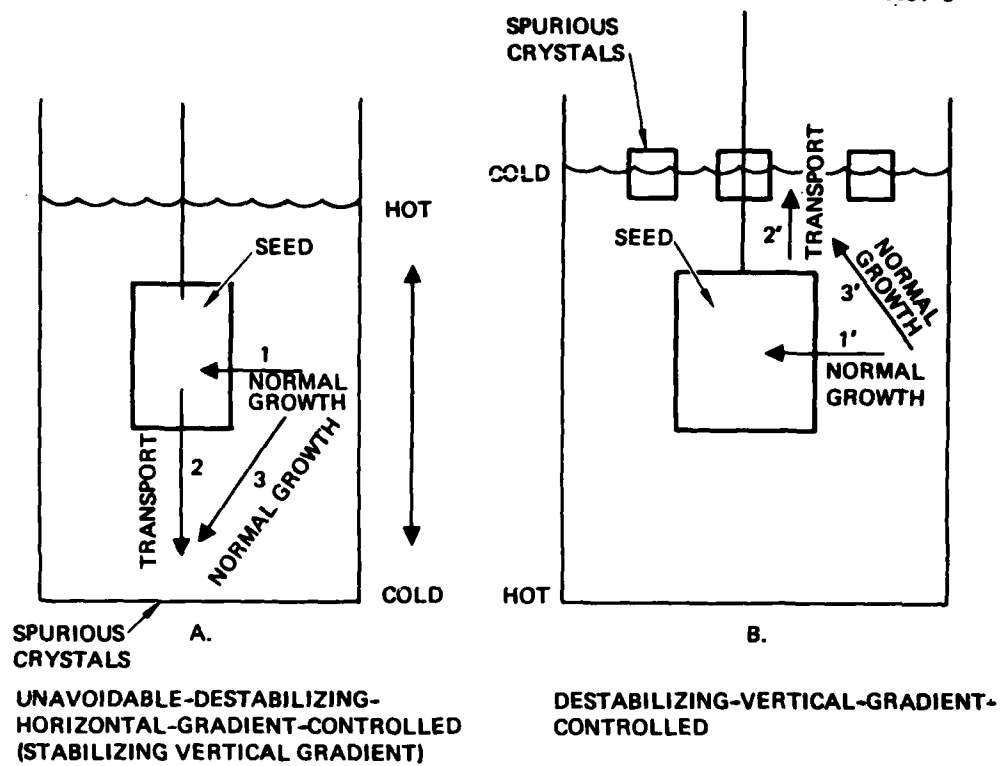 SPURIOUS
CRYSTALS
HOT
SEED
1
NORMAL
GROWTH
TRANSPORT
2
3
NORMAL GROWTH
COLD
SPURIOUS
CRYSTALS
A.
UNAVOIDABLE-DESTABILIZING-
HORIZONTAL-GRADIENT-CONTROLLED
(STABILIZING VERTICAL GRADIENT)
COLD
TRANSPORT
SEED
2'
NORMAL
GROWTH
3'
1'
NORMAL
GROWTH
HOT
B.
DESTABILIZING-VERTICAL-GRADIENT-
CONTROLLED